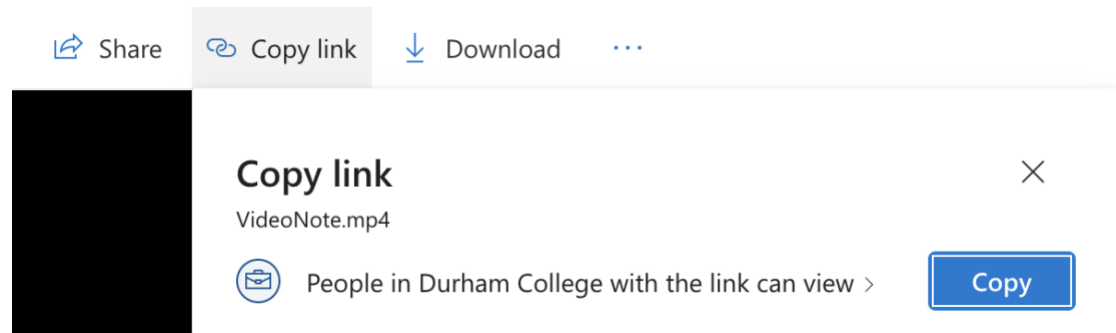 Share Copy link Download ...
Copy link
VideoNote.mp4
People in Durham College with the link can view > Copy